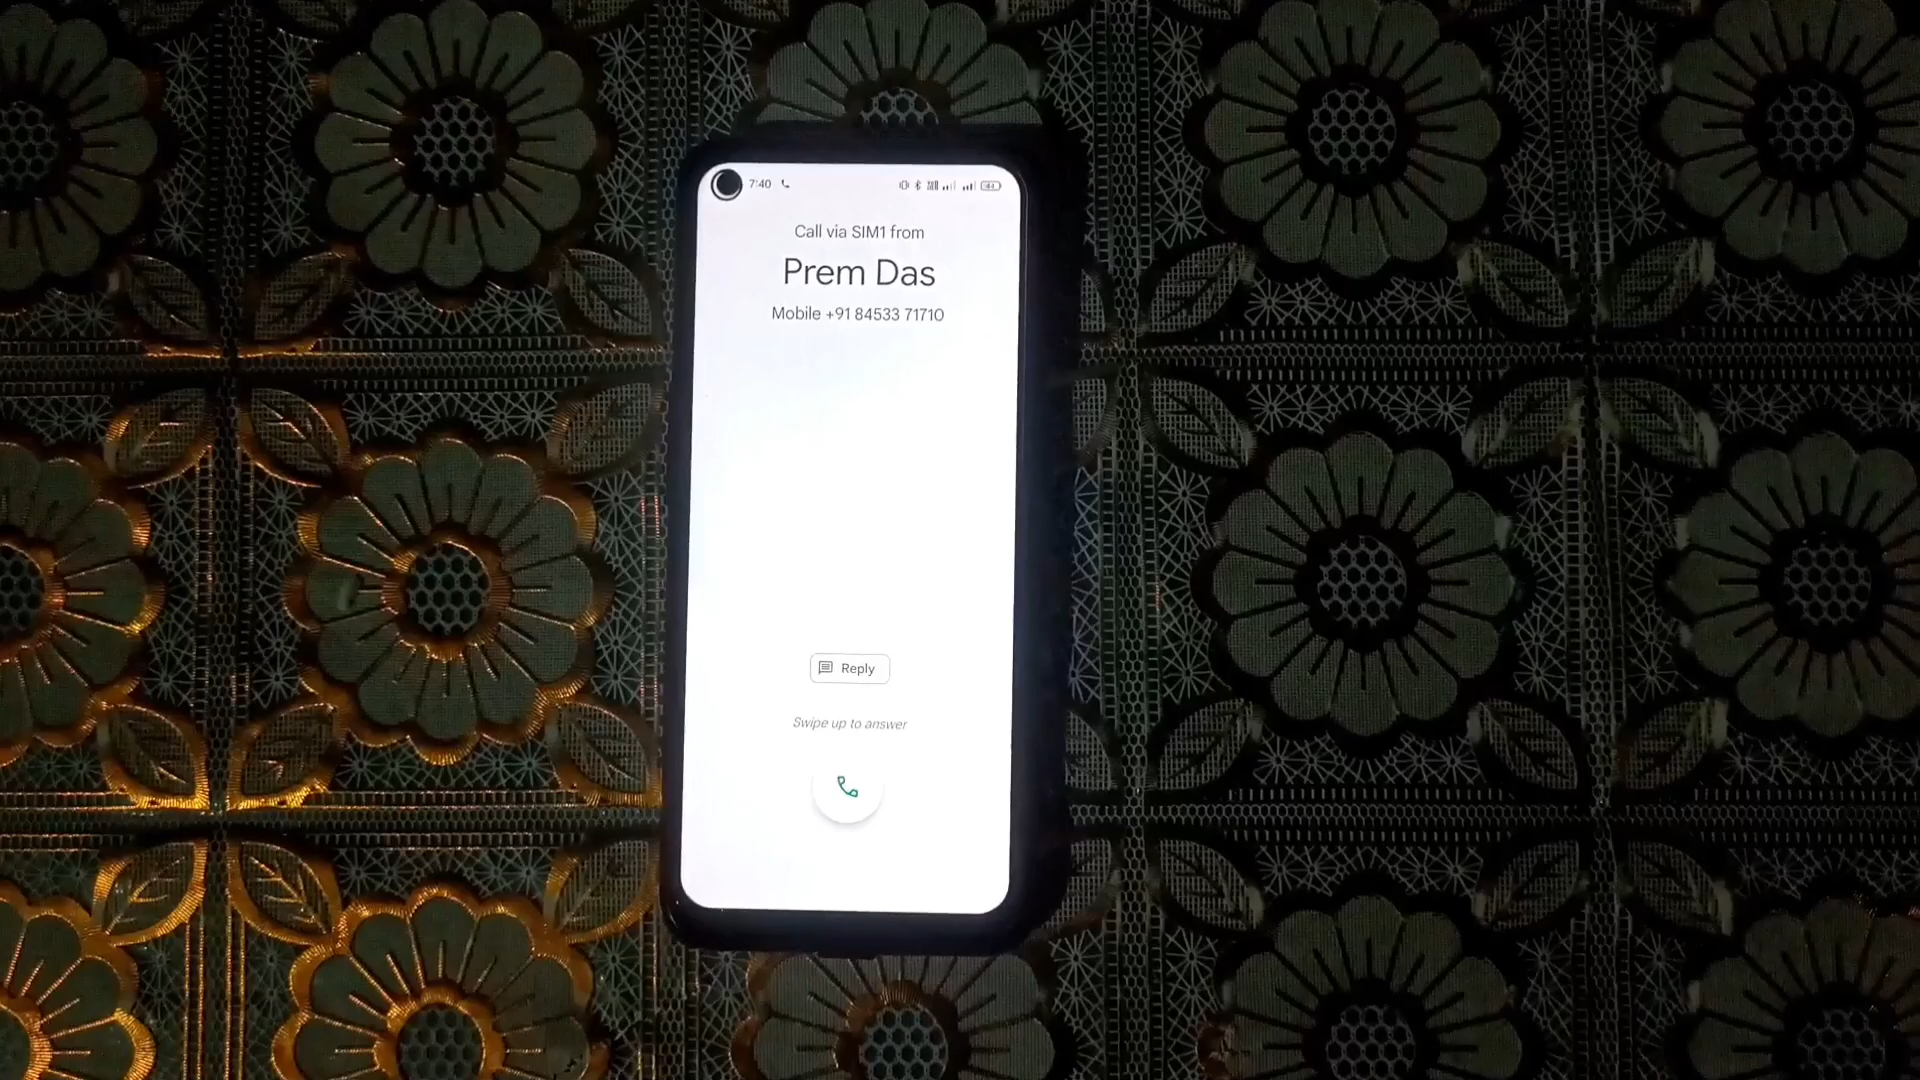 7:40
Call via SIM1 from
Prem Das
Mobile +91 84533 71710
Reply
Swipe up to answer